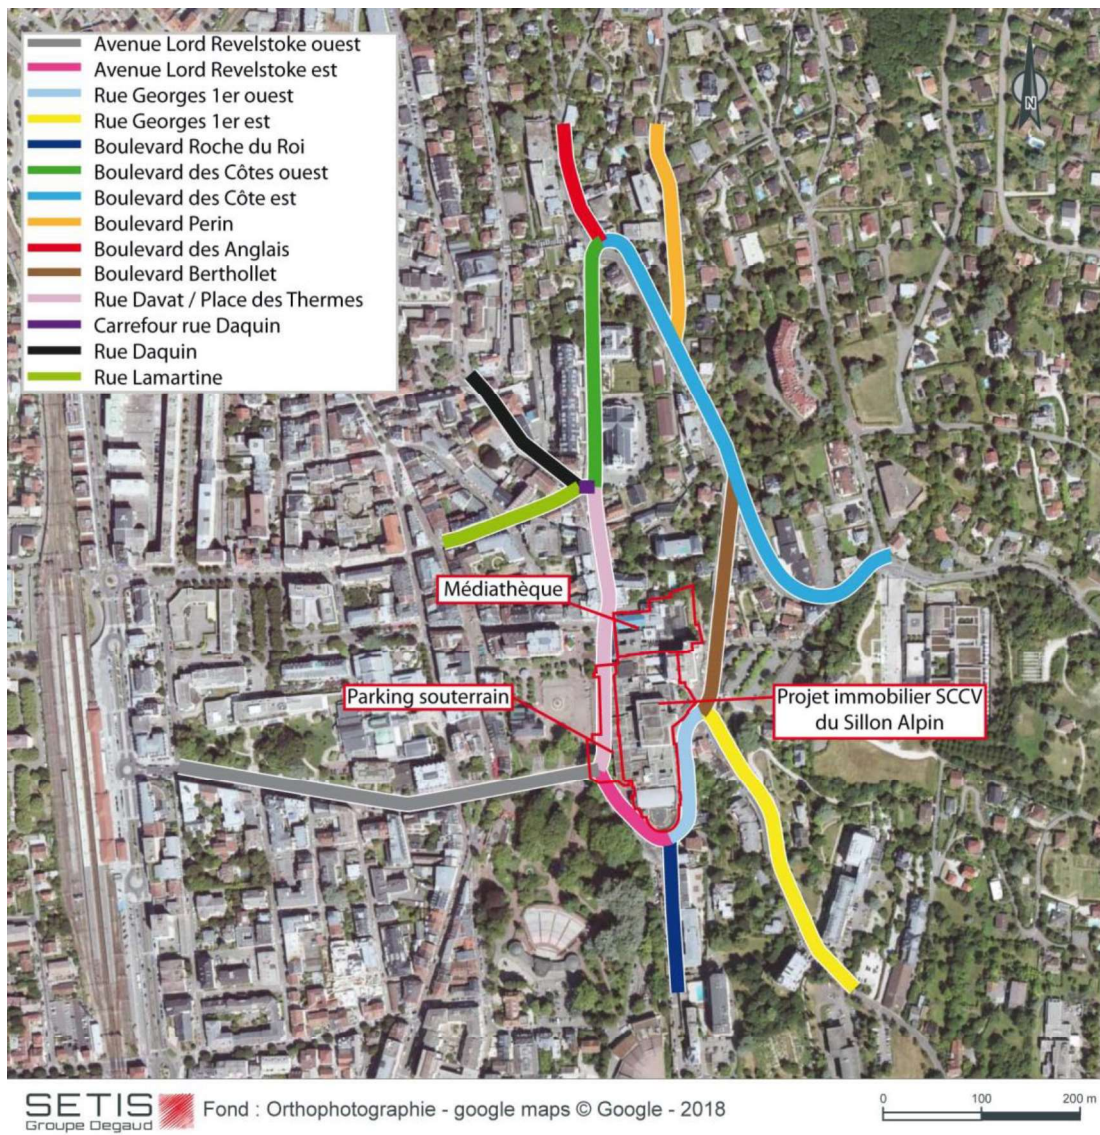 Avenue Lord Revelstoke ouest
Avenue Lord Revelstoke est
Rue Georges 1er ouest
Rue Georges 1er est
Boulevard Roche du Roi
Boulevard des Côtes ouest
Boulevard des Côte est
Boulevard Perin
Boulevard des Anglais
Boulevard Berthollet
Rue Davat / Place des Thermes
Carrefour rue Daquin
Rue Daquin
Rue Lamartine
N
Médiathèque
Parking souterrain
Projet immobilier SCCV
du Sillon Alpin
SETIS
Groupe Degaud
Fond : Orthophotographie - google maps © Google - 2018
0 100 200 m